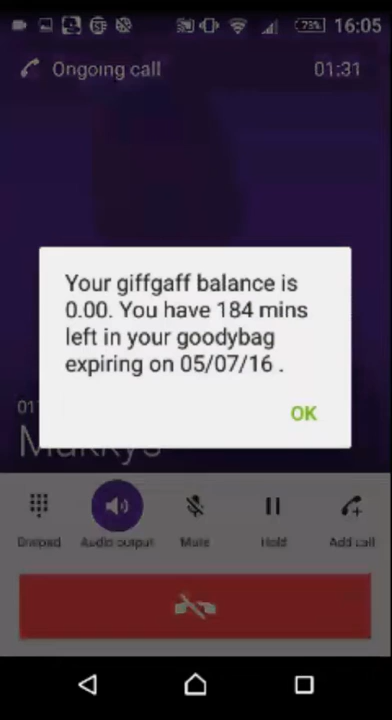 73% 16:05
Ongoing call 01:31
Your giffgaff balance is
0.00. You have 184 mins
left in your goodybag
expiring on 05/07/16 .
OK
Audio output Mute Hold Add call